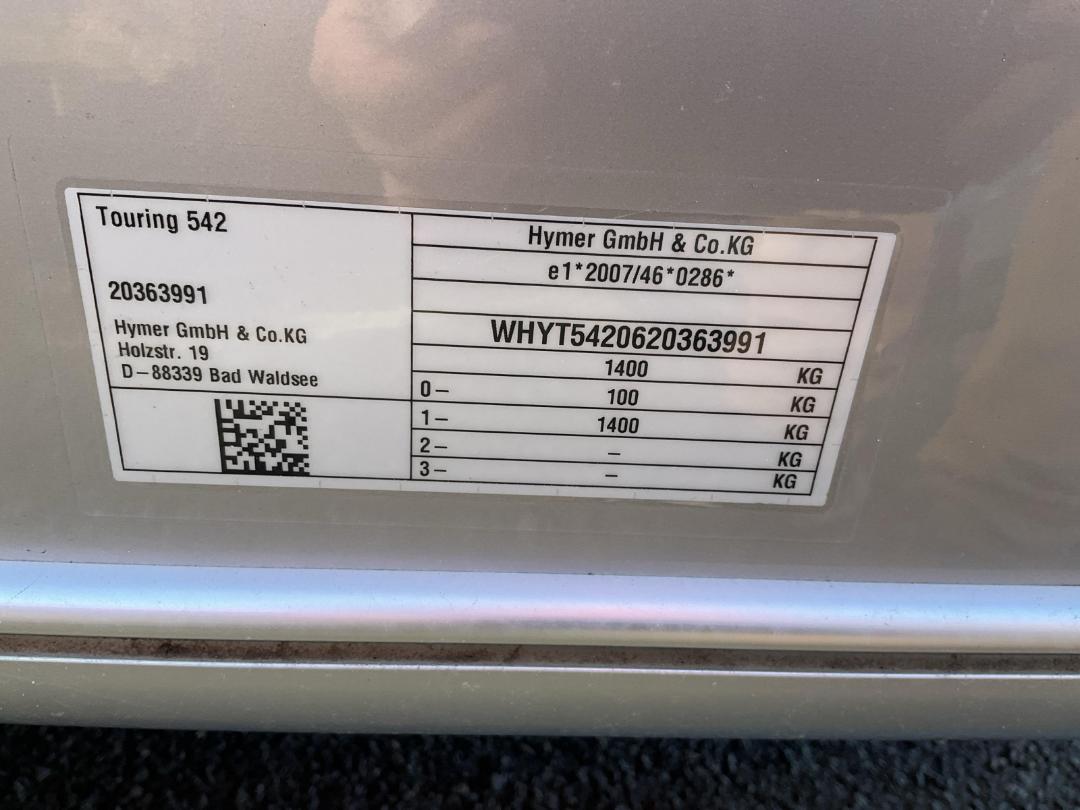 Touring 542
20363991
Hymer GmbH & Co.KG
Holzstr. 19
D-88339 Bad Waldsee
Hymer GmbH & Co.KG
e1*2007/46*0286*
WHYT5420620363991
1400 KG
0- 100 KG
1- 1400 KG
2- - KG
3- - KG